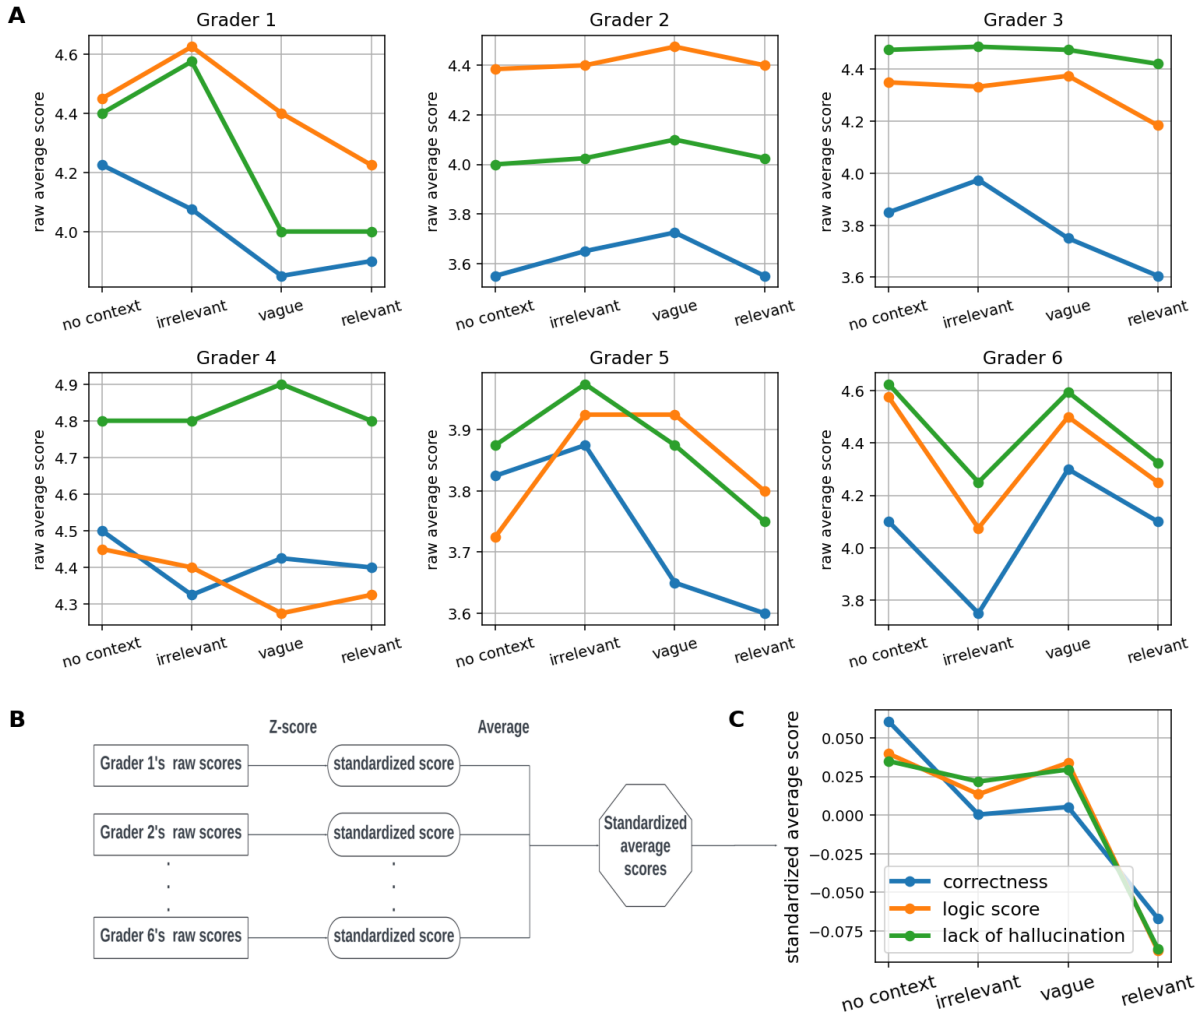 A
Grader 1
raw average score
4.6
4.4
4.2
4.0
no context
irrelevant
vague
relevant
Grader 2
raw average score
4.4
4.2
4.0
3.8
3.6
no context
irrelevant
vague
relevant
Grader 3
raw average score
4.4
4.2
4.0
3.8
3.6
no context
irrelevant
vague
relevant
Grader 4
raw average score
4.9
4.8
4.7
4.6
4.5
4.4
4.3
no context
irrelevant
vague
relevant
Grader 5
raw average score
3.9
3.8
3.7
3.6
no context
irrelevant
vague
relevant
Grader 6
raw average score
4.6
4.4
4.2
4.0
3.8
no context
irrelevant
vague
relevant
B
Z-score
Average
Grader 1's raw scores
standardized score
Grader 2's raw scores
standardized score
Grader 6's raw scores
standardized score
Standardized
average
scores
C
standardized average score
0.050
0.025
0.000
−0.025
−0.050
−0.075
correctness
logic score
lack of hallucination
no context
irrelevant
vague
relevant